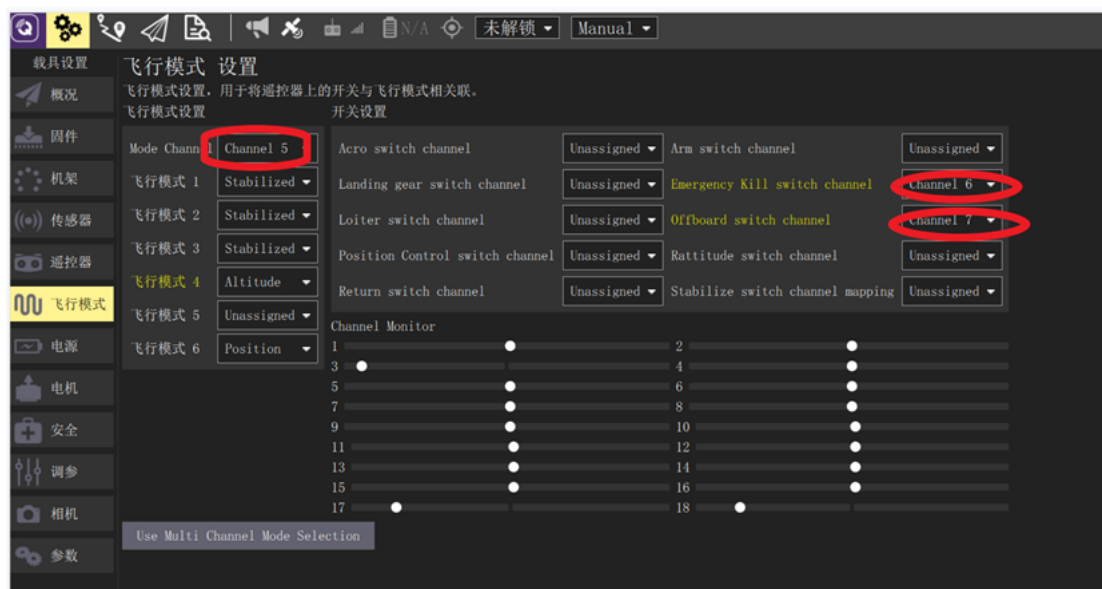 N/A 未解锁 Manual
载具设置
概况
固件
机架
传感器
遥控器
飞行模式
电源
电机
安全
调参
相机
参数
飞行模式 设置
飞行模式设置，用于将遥控器上的开关与飞行模式相关联。
飞行模式设置
Mode Channel Channel 5
飞行模式 1 Stabilized
飞行模式 2 Stabilized
飞行模式 3 Stabilized
飞行模式 4 Altitude
飞行模式 5 Unassigned
飞行模式 6 Position
开关设置
Acro switch channel Unassigned Arm switch channel Unassigned
Landing gear switch channel Unassigned Emergency Kill switch channel Channel 6
Loiter switch channel Unassigned Offboard switch channel Channel 7
Position Control switch channel Unassigned Rattitude switch channel Unassigned
Return switch channel Unassigned Stabilize switch channel mapping Unassigned
Channel Monitor
1 2
3 4
5 6
7 8
9 10
11 12
13 14
15 16
17 18
Use Multi Channel Mode Selection